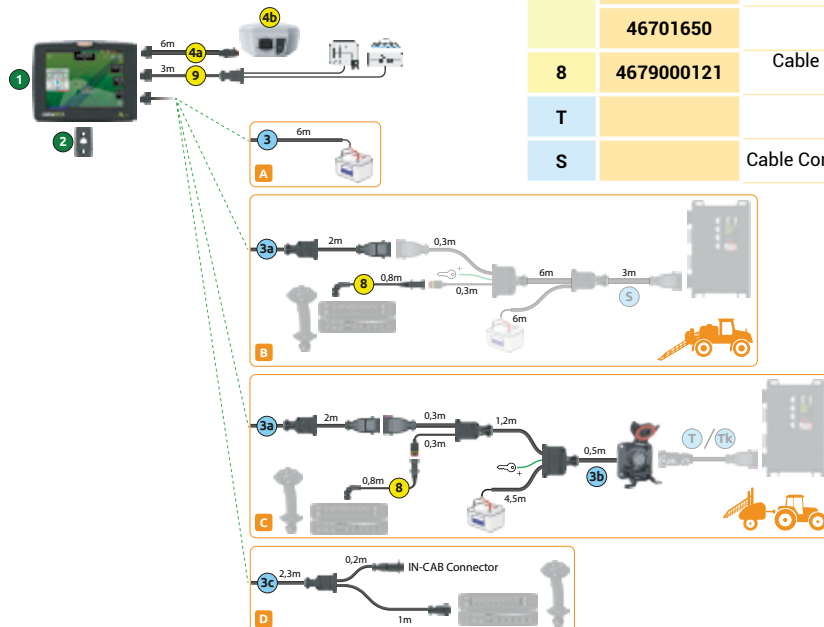 4b
6m
4a
46701650
1
3m
9
8
4679000121
Cable
T
2
S
Cable Con
3
6m
A
3a
2m
0,3m
8
0,8m
+
0,3m
6m
3m
S
6m
B
3a
2m
0,3m
1,2m
0,3m
0,5m
T / Tk
0,8m
8
+
3b
4,5m
C
0,2m
IN-CAB Connector
3c
2,3m
1m
D